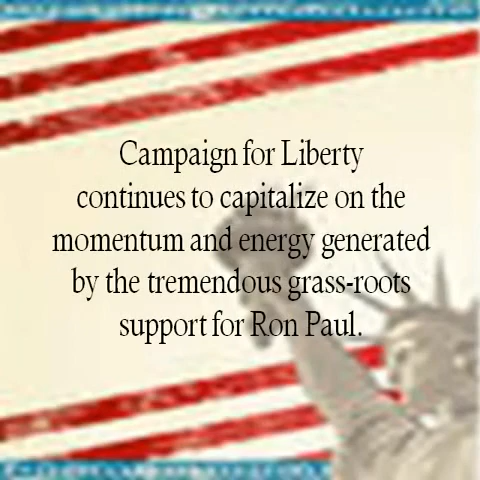 Campaign for Liberty
continues to capitalize on the
momentum and energy generated
by the tremendous grass-roots
support for Ron Paul.